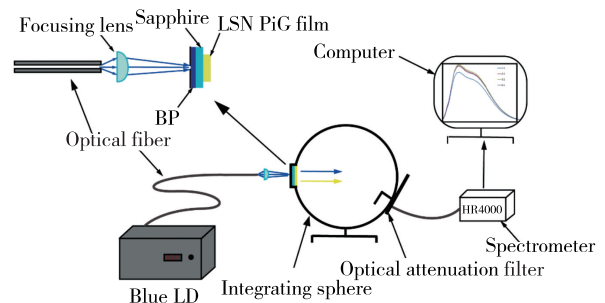 Sapphire
Focusing lens
LSN PiG film
BP
Optical fiber
Computer
HR4000
Spectrometer
Optical attenuation filter
Integrating sphere
Blue LD